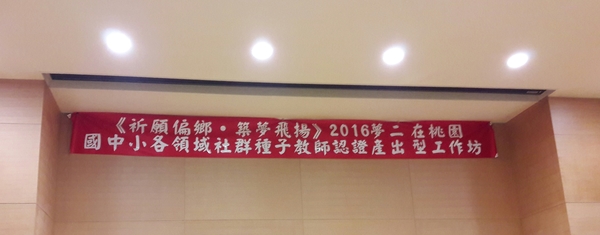 《祈願偏鄉·築夢飛揚》2016夢二在桃園
國中小各領域社群種子教師認證產出型工作坊